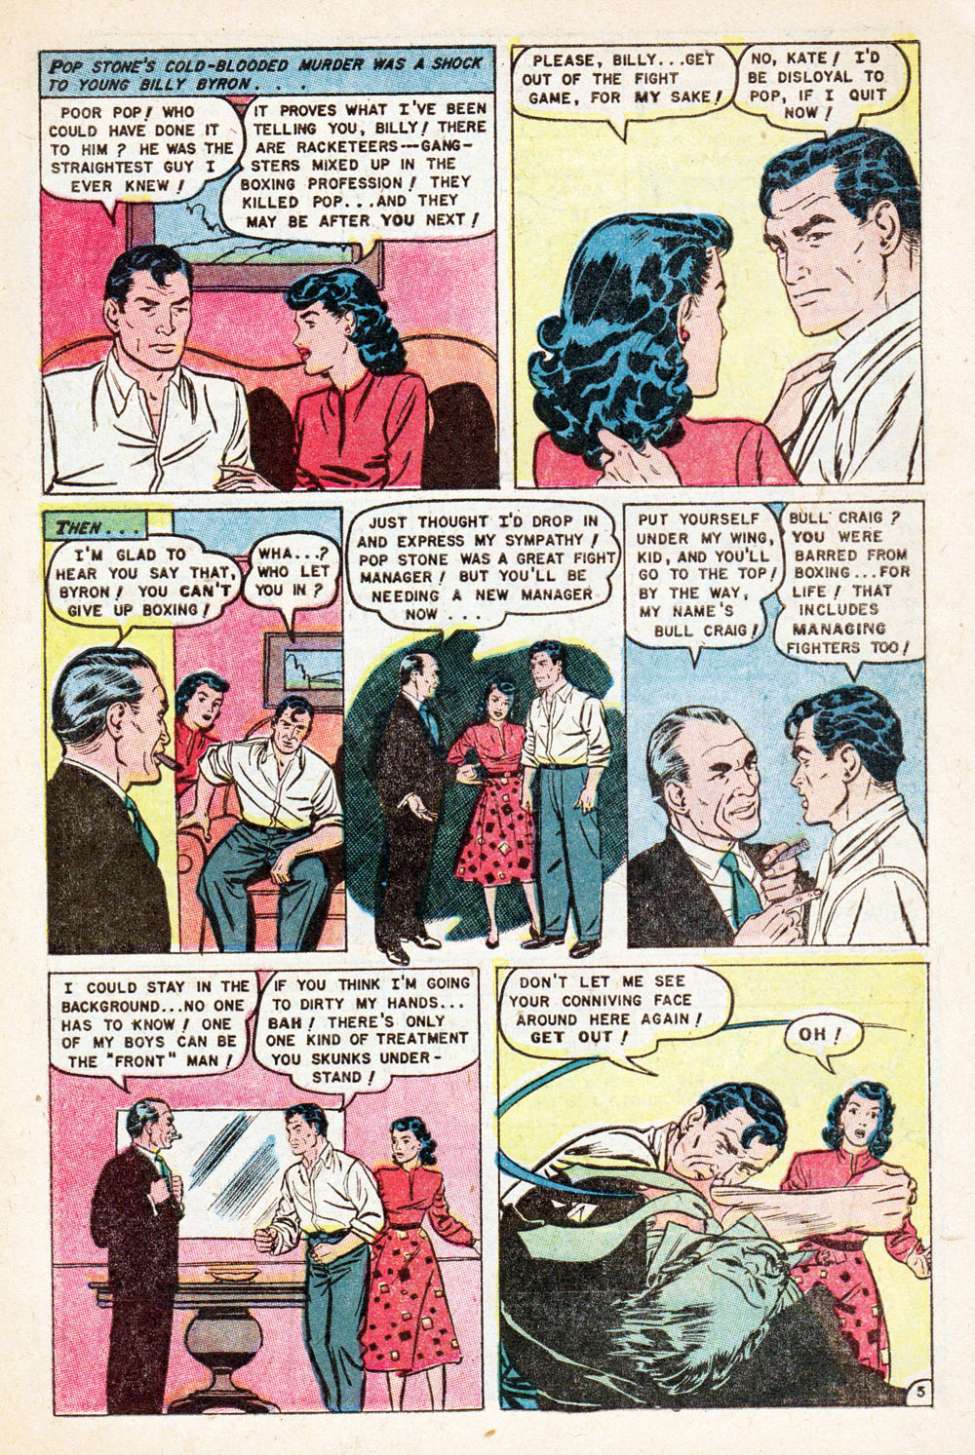 POP STONE'S COLD-BLOODED MURDER WAS A SHOCK
TO YOUNG BILLY BYRON . . .
POOR POP! WHO
COULD HAVE DONE IT
TO HIM? HE WAS THE
STRAIGHTEST GUY I
EVER KNEW!
IT PROVES WHAT I'VE BEEN
TELLING YOU, BILLY! THERE
ARE RACKETEERS---GANG-
STERS MIXED UP IN THE
BOXING PROFESSION! THEY
KILLED POP...AND THEY
MAY BE AFTER YOU NEXT!
PLEASE, BILLY...GET
OUT OF THE FIGHT
GAME, FOR MY SAKE!
NO, KATE! I'D
BE DISLOYAL TO
POP, IF I QUIT
NOW!
THEN . . .
I'M GLAD TO
HEAR YOU SAY THAT,
BYRON! YOU CAN'T
GIVE UP BOXING!
WHA...?
WHO LET
YOU IN?
JUST THOUGHT I'D DROP IN
AND EXPRESS MY SYMPATHY!
POP STONE WAS A GREAT FIGHT
MANAGER! BUT YOU'LL BE
NEEDING A NEW MANAGER
NOW . . .
PUT YOURSELF
UNDER MY WING,
KID, AND YOU'LL
GO TO THE TOP!
BY THE WAY,
MY NAME'S
BULL CRAIG!
BULL CRAIG?
YOU WERE
BARRED FROM
BOXING...FOR
LIFE! THAT
INCLUDES
MANAGING
FIGHTERS TOO!
I COULD STAY IN THE
BACKGROUND...NO ONE
HAS TO KNOW! ONE
OF MY BOYS CAN BE
THE "FRONT" MAN!
IF YOU THINK I'M GOING
TO DIRTY MY HANDS...
BAH! THERE'S ONLY
ONE KIND OF TREATMENT
YOU SKUNKS UNDER-
STAND!
DON'T LET ME SEE
YOUR CONNIVING FACE
AROUND HERE AGAIN!
GET OUT!
OH!
5